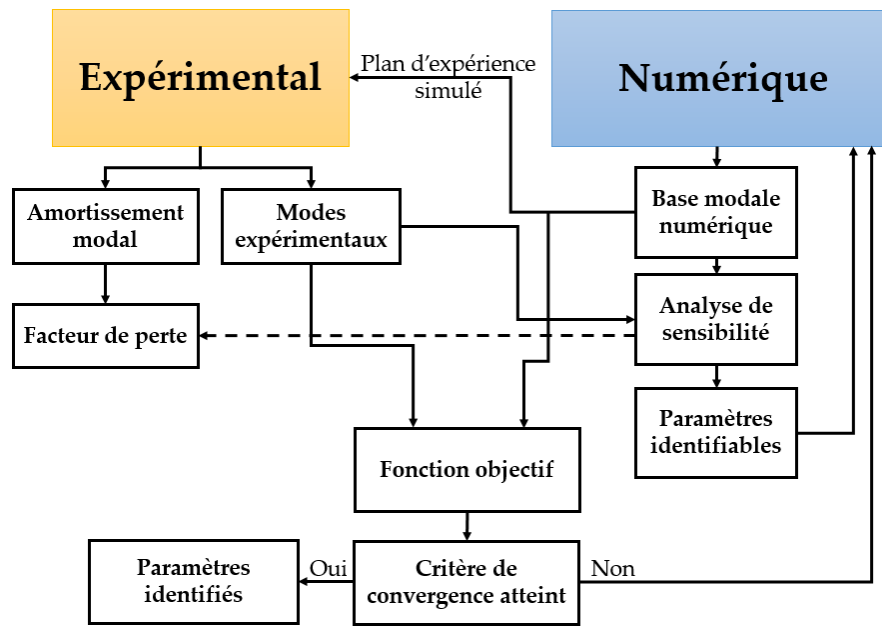 Expérimental
Plan d’expérience
simulé
Numérique
Amortissement
modal
Modes
expérimentaux
Base modale
numérique
Facteur de perte
Analyse de
sensibilité
Paramètres
identifiables
Fonction objectif
Paramètres
identifiés
Oui
Critère de
convergence atteint
Non